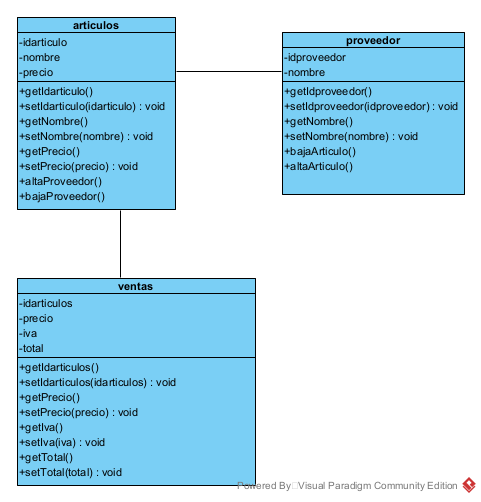 articulos
-idarticulo
-nombre
-precio
+getIdarticulo()
+setIdarticulo(idarticulo) : void
+getNombre()
+setNombre(nombre) : void
+getPrecio()
+setPrecio(precio) : void
+altaProveedor()
+bajaProveedor()
proveedor
-idproveedor
-nombre
+getIdproveedor()
+setIdproveedor(idproveedor) : void
+getNombre()
+setNombre(nombre) : void
+bajaArticulo()
+altaArticulo()
ventas
-idarticulos
-precio
-iva
-total
+getIdarticulos()
+setIdarticulos(idarticulos) : void
+getPrecio()
+setPrecio(precio) : void
+getIva()
+setIva(iva) : void
+getTotal()
+setTotal(total) : void
Powered By Visual Paradigm Community Edition